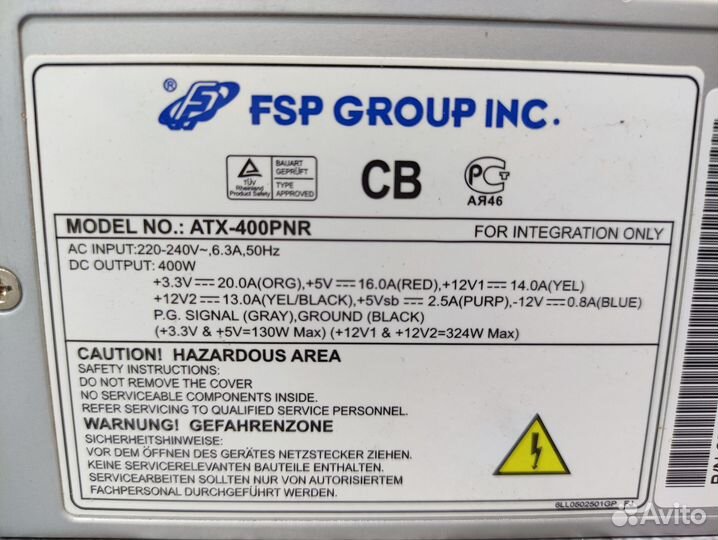 ® FSP GROUP INC.
TÜV
Rheinland
Product Safety
BAUART
GEPRÜFT
TYPE
APPROVED
CB
РСТ
АЯ46
MODEL NO.: ATX-400PNR
FOR INTEGRATION ONLY
AC INPUT:220-240V~,6.3A,50Hz
DC OUTPUT: 400W
+3.3V⎓20.0A(ORG),+5V⎓16.0A(RED),+12V1⎓14.0A(YEL)
+12V2⎓13.0A(YEL/BLACK),+5Vsb⎓2.5A(PURP),-12V⎓0.8A(BLUE)
P.G. SIGNAL (GRAY),GROUND (BLACK)
(+3.3V & +5V=130W Max) (+12V1 & +12V2=324W Max)
CAUTION! HAZARDOUS AREA
SAFETY INSTRUCTIONS:
DO NOT REMOVE THE COVER
NO SERVICEABLE COMPONENTS INSIDE.
REFER SERVICING TO QUALIFIED SERVICE PERSONNEL.
WARNUNG! GEFAHRENZONE
SICHERHEITSHINWEISE:
VOR DEM ÖFFNEN DES GERÄTES NETZSTECKER ZIEHEN.
KEINE SERVICERELEVANTEN BAUTEILE ENTHALTEN.
SERVICEARBEITEN SOLLTEN NUR VON AUTORISIERTEM
FACHPERSONAL DURCHGEFÜHRT WERDEN!
6LL0502501GP
Avito